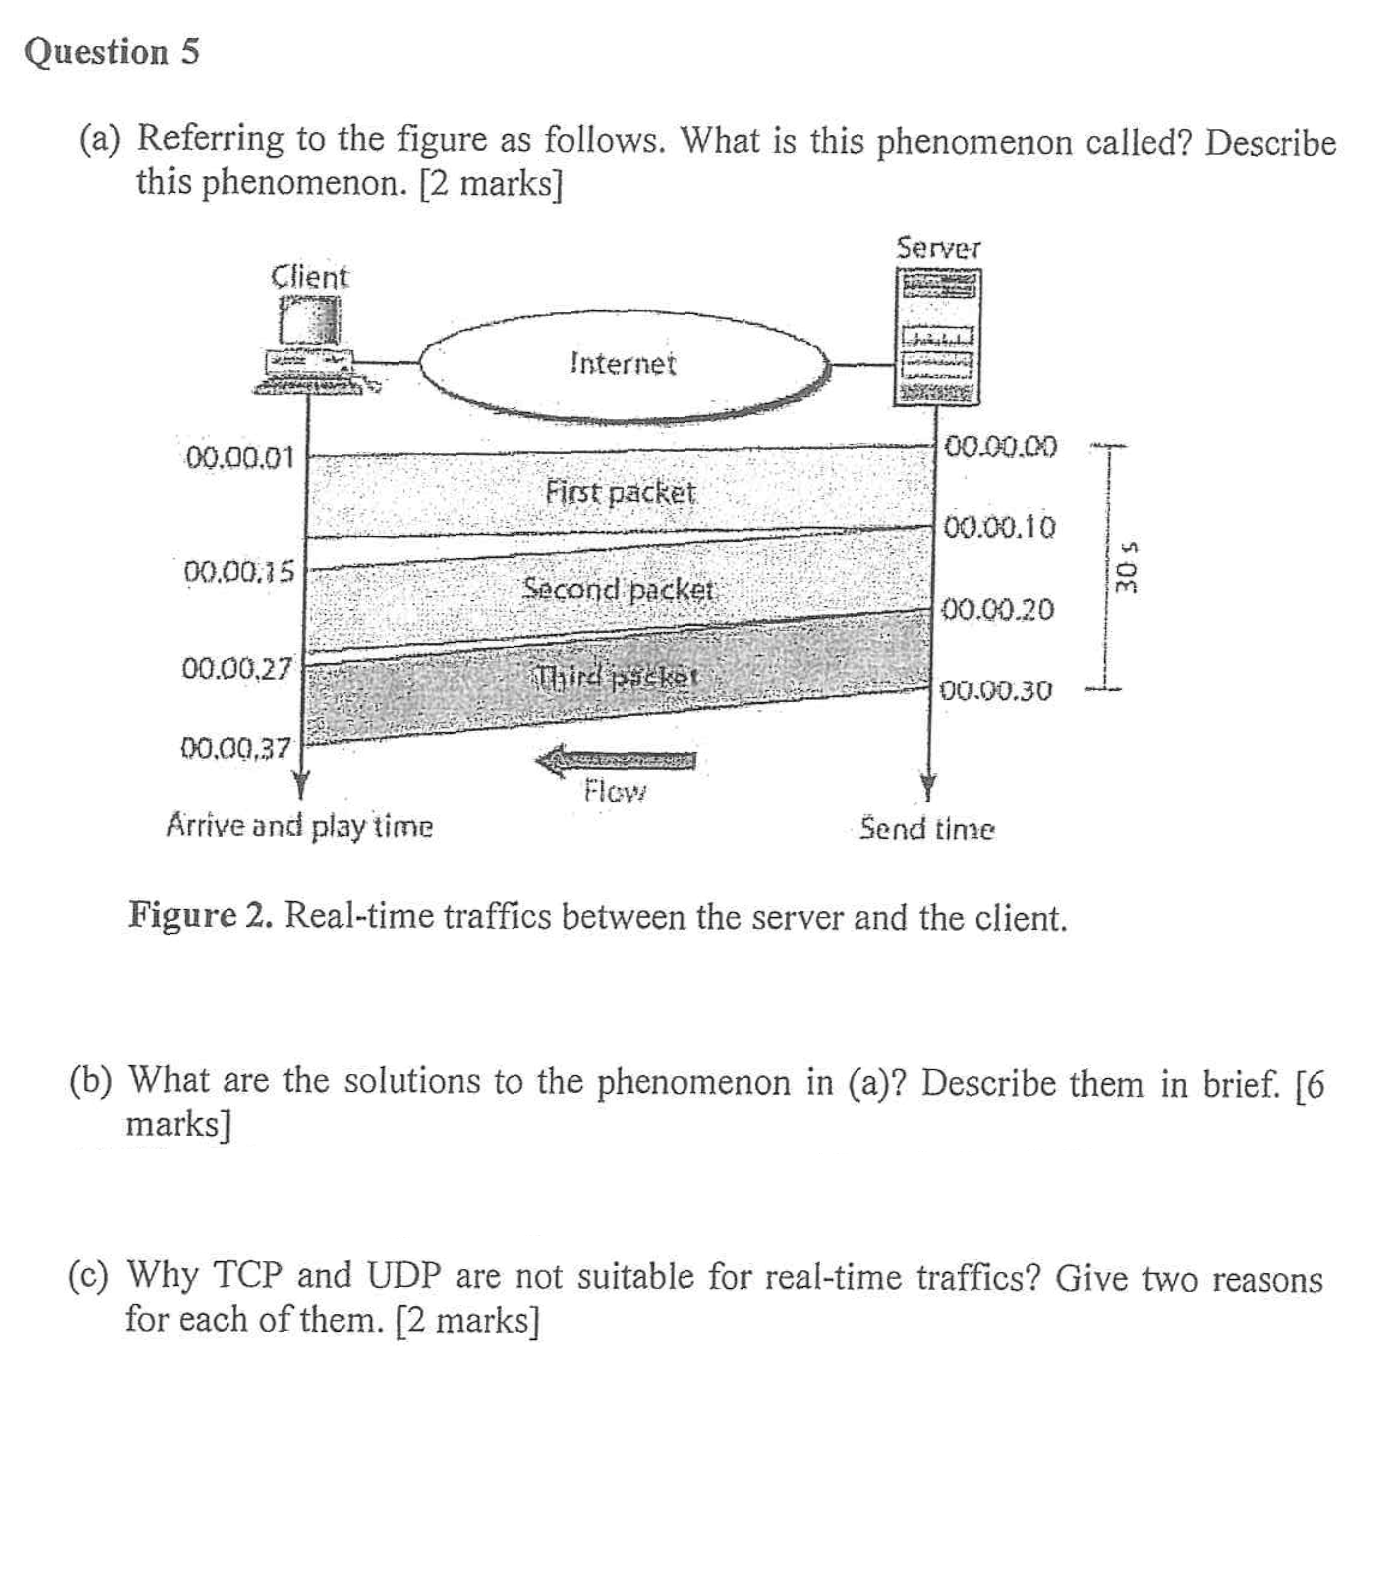 Question 5
(a) Referring to the figure as follows. What is this phenomenon called? Describe
this phenomenon. [2 marks]
Server
Client
Internet
00.00.01
00.00.00
First packet
00.00.10
00.00.15
30 s
Second packet
00.00.20
00.00.27
Third packet
00.00.30
00.00.37
Flow
Arrive and play time
Send time
Figure 2. Real-time traffics between the server and the client.
(b) What are the solutions to the phenomenon in (a)? Describe them in brief. [6
marks]
(c) Why TCP and UDP are not suitable for real-time traffics? Give two reasons
for each of them. [2 marks]